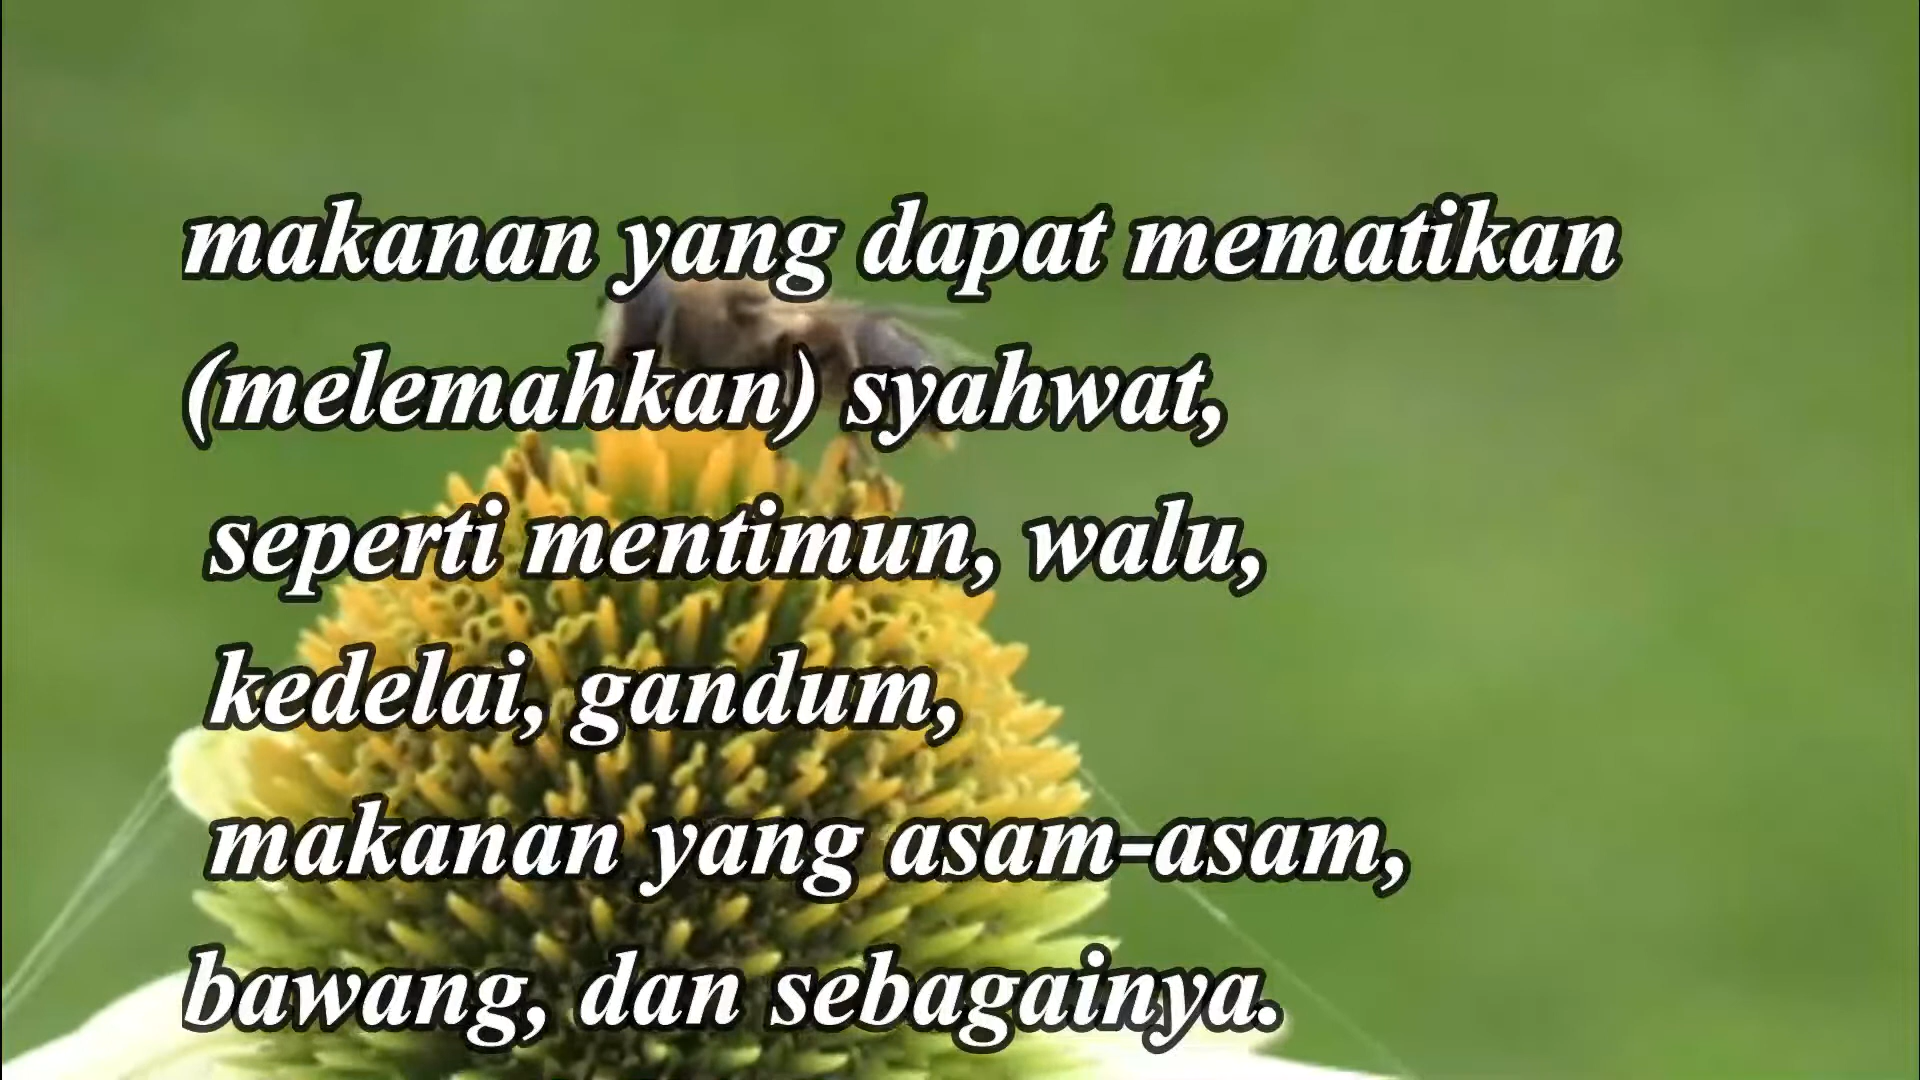 makanan yang dapat mematikan
(melemahkan) syahwat,
seperti mentimun, walu,
kedelai, gandum,
makanan yang asam-asam,
bawang, dan sebagainya.